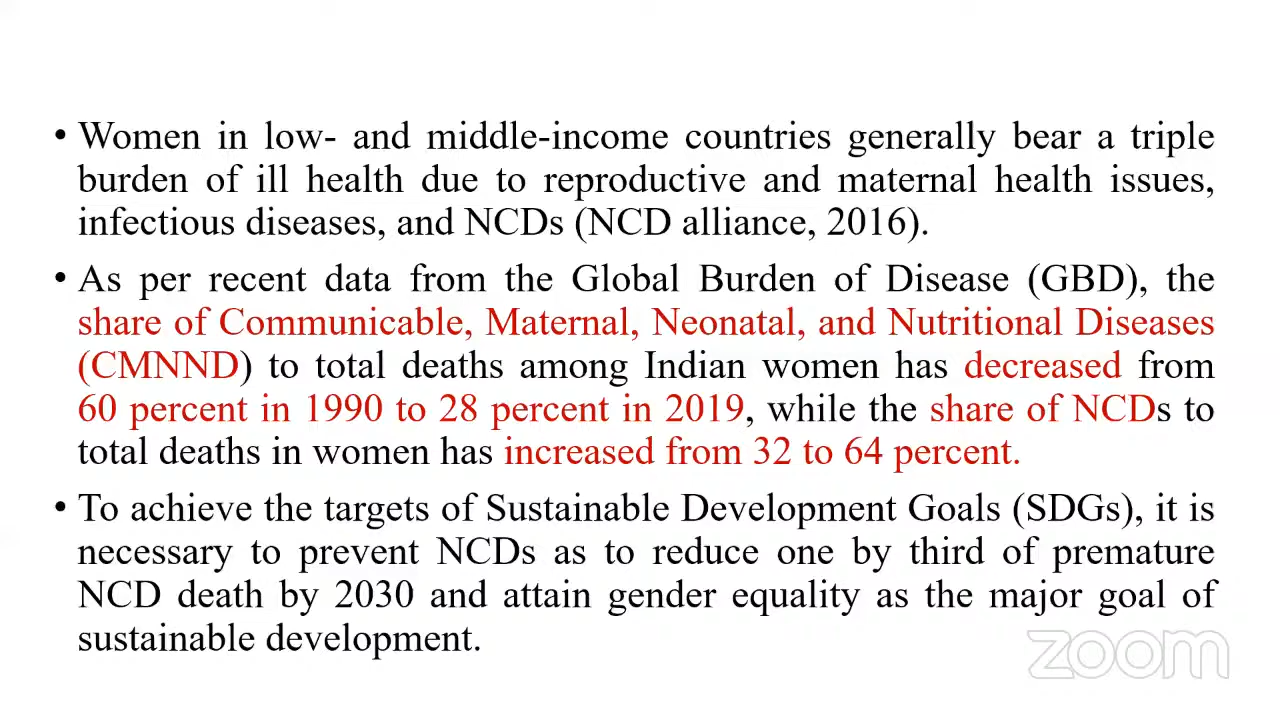 • Women in low- and middle-income countries generally bear a triple
burden of ill health due to reproductive and maternal health issues,
infectious diseases, and NCDs (NCD alliance, 2016).
• As per recent data from the Global Burden of Disease (GBD), the
share of Communicable, Maternal, Neonatal, and Nutritional Diseases
(CMNND) to total deaths among Indian women has decreased from
60 percent in 1990 to 28 percent in 2019, while the share of NCDs to
total deaths in women has increased from 32 to 64 percent.
• To achieve the targets of Sustainable Development Goals (SDGs), it is
necessary to prevent NCDs as to reduce one by third of premature
NCD death by 2030 and attain gender equality as the major goal of
sustainable development.
zoom